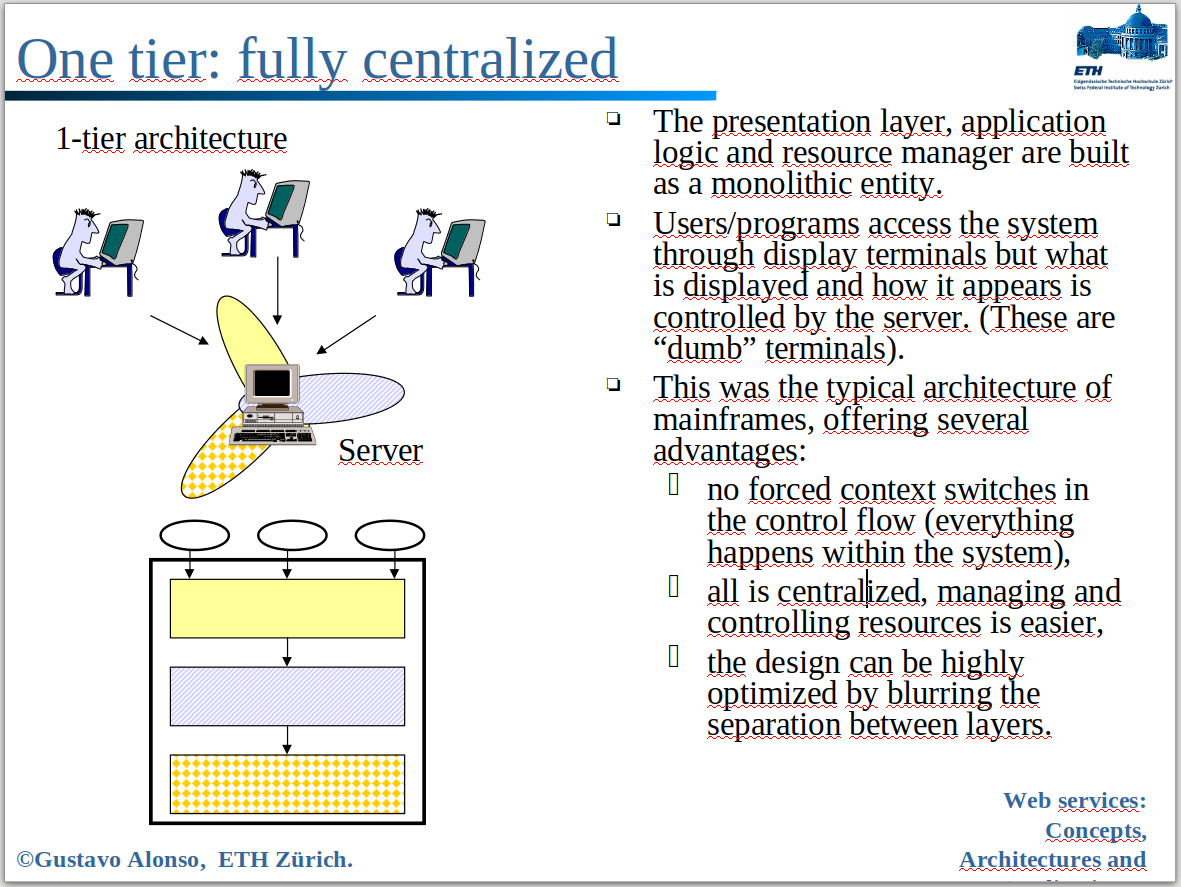 One tier: fully centralized
ETH
Eidgenössische Technische Hochschule Zürich
Swiss Federal Institute of Technology Zurich
1-tier architecture
Server
❑ The presentation layer, application
logic and resource manager are built
as a monolithic entity.
❑ Users/programs access the system
through display terminals but what
is displayed and how it appears is
controlled by the server. (These are
“dumb” terminals).
❑ This was the typical architecture of
mainframes, offering several
advantages:
no forced context switches in
the control flow (everything
happens within the system),
all is centralized, managing and
controlling resources is easier,
the design can be highly
optimized by blurring the
separation between layers.
©Gustavo Alonso, ETH Zürich.
Web services:
Concepts,
Architectures and